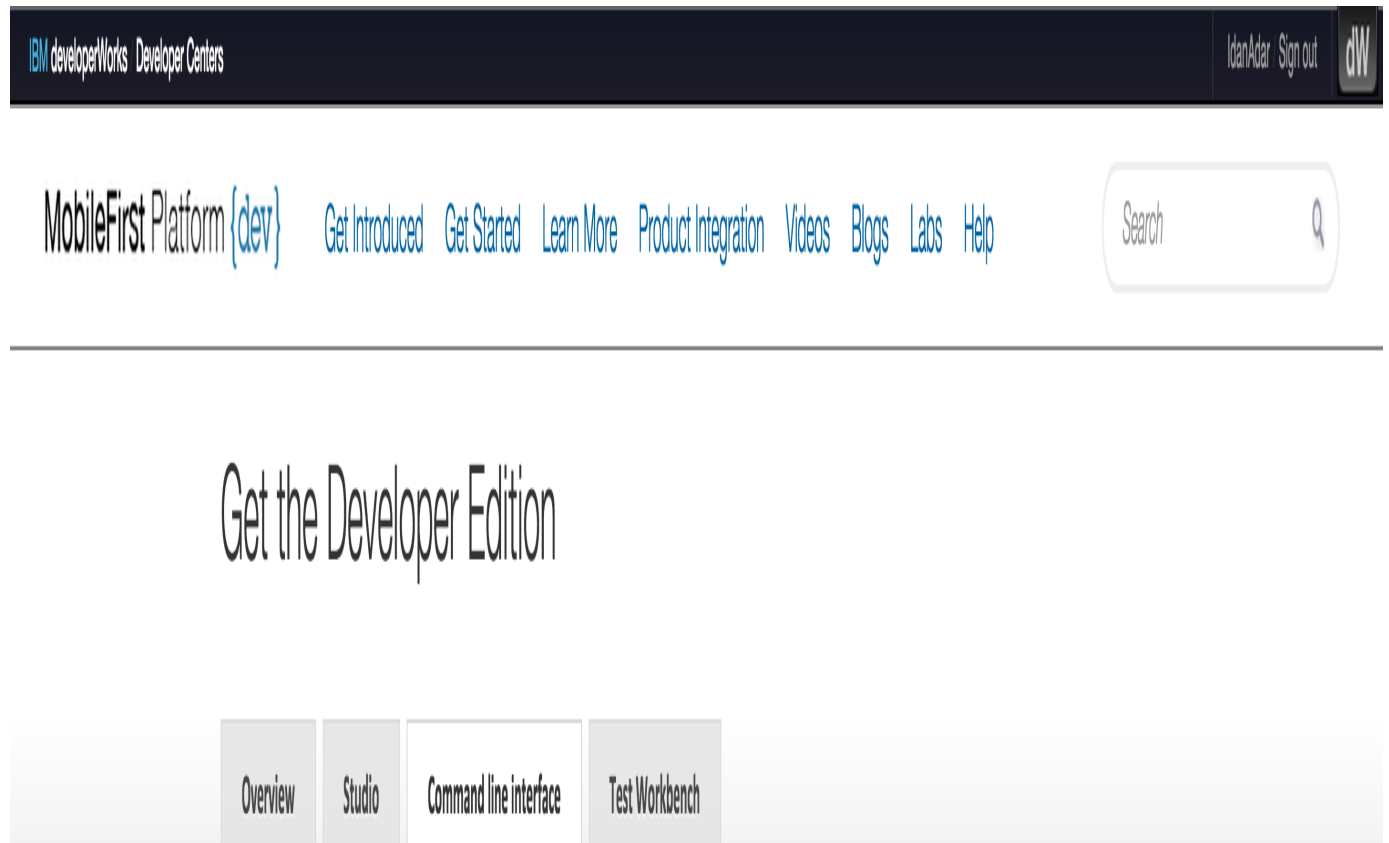 IBM developerWorks Developer Centers IdanAdar Sign out dW
MobileFirst Platform {dev} Get Introduced Get Started Learn More Product Integration Videos Blogs Labs Help Search
Get the Developer Edition
Overview Studio Command line interface Test Workbench